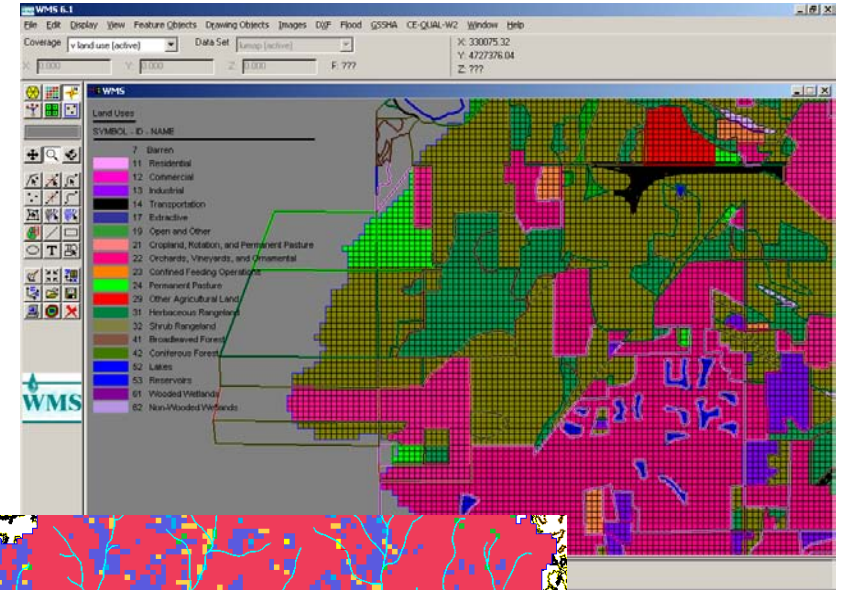 WMS 6.1
File Edit Display View Feature Objects Drawing Objects Images DXF Flood GSSHA CE-QUAL-W2 Window Help
Coverage v land use (active) Data Set lumap (active) X: 330075.32
Y: 4727376.04
X: 0.000 Y: 0.000 Z: 0.000 F: ??? Z: ???
WMS
Land Uses
SYMBOL - ID - NAME
7 Barren
11 Residential
12 Commercial
13 Industrial
14 Transportation
17 Extractive
19 Open and Other
21 Cropland, Rotation, and Permanent Pasture
22 Orchards, Vineyards, and Ornamental
23 Confined Feeding Operations
24 Permanent Pasture
29 Other Agricultural Land
31 Herbaceous Rangeland
32 Shrub Rangeland
41 Broadleaved Forest
42 Coniferous Forest
52 Lakes
53 Reservoirs
61 Wooded Wetlands
62 Non-Wooded Wetlands
T
WMS